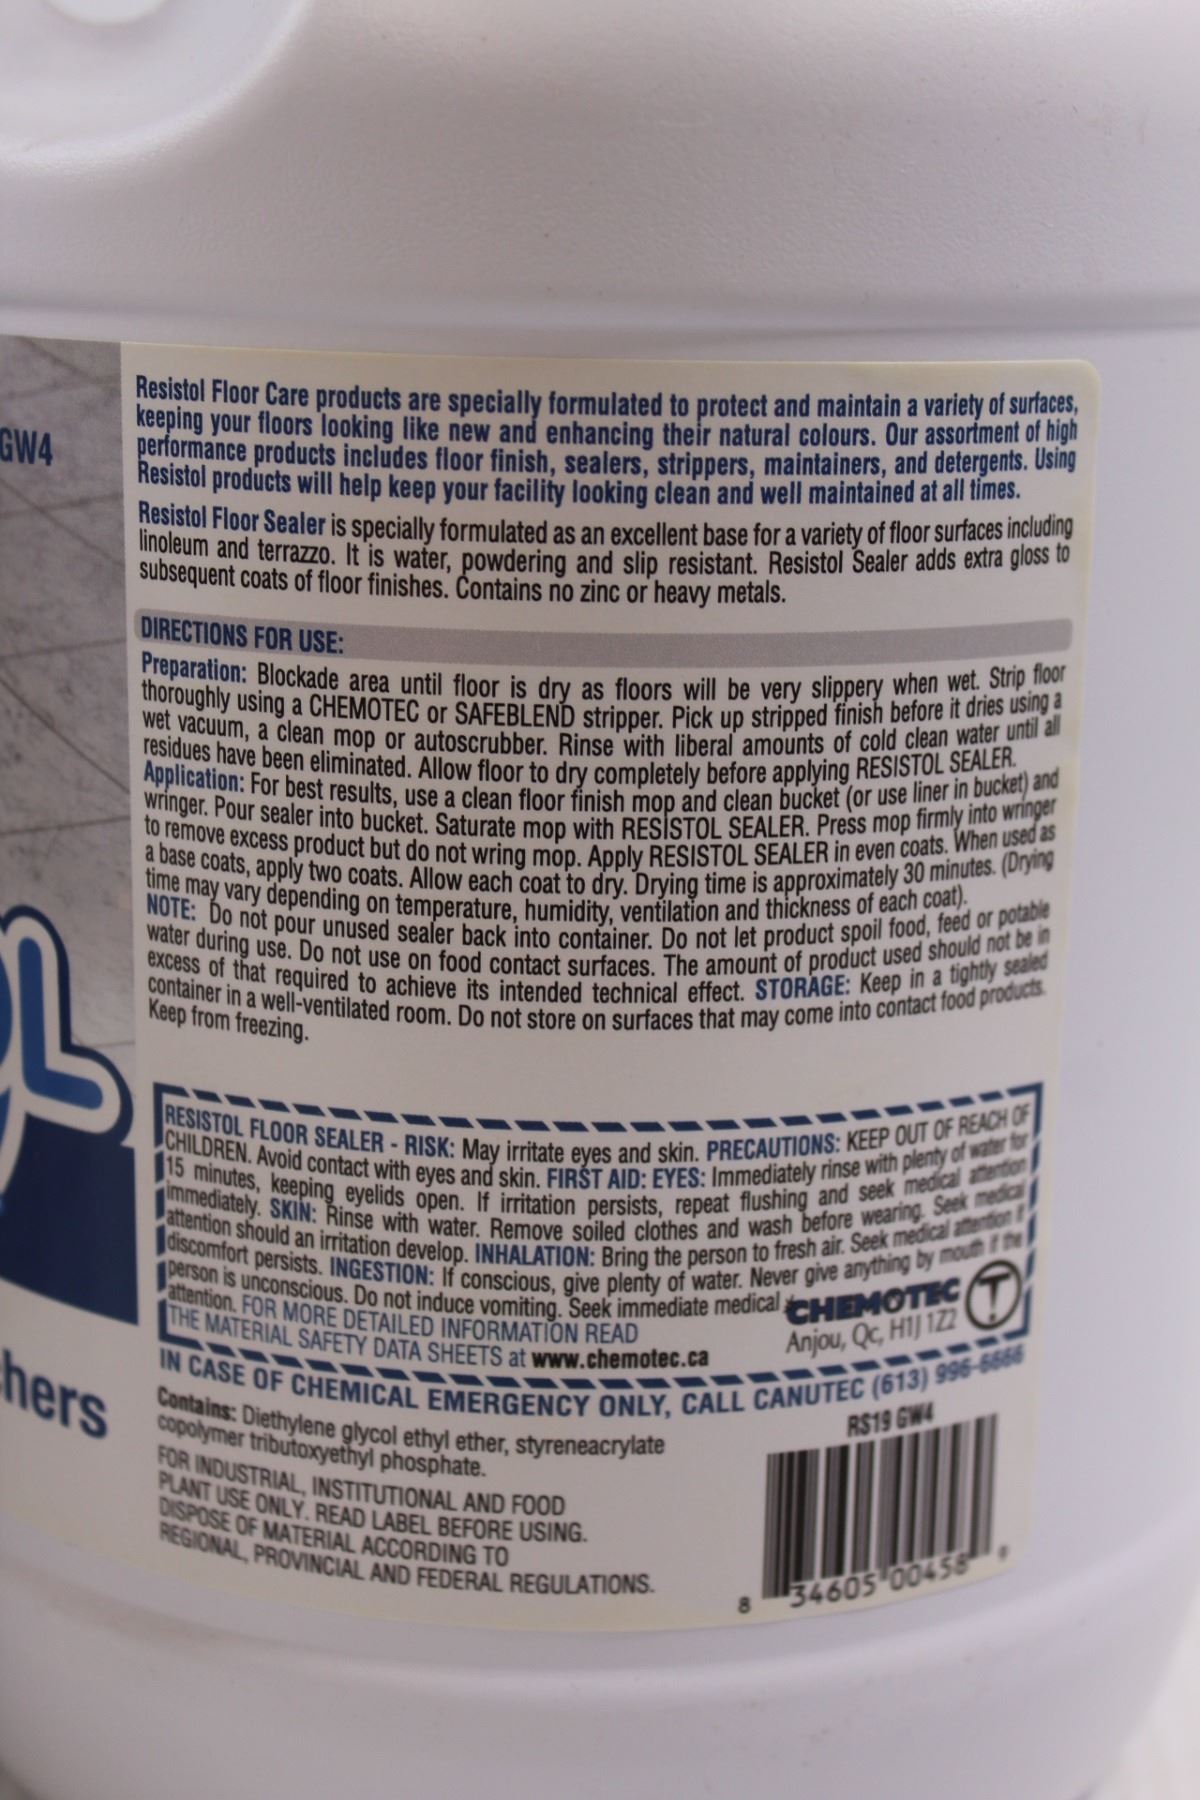 GW4
Resistol Floor Care products are specially formulated to protect and maintain a variety of surfaces,
keeping your floors looking like new and enhancing their natural colours. Our assortment of high
performance products includes floor finish, sealers, strippers, maintainers, and detergents. Using
Resistol products will help keep your facility looking clean and well maintained at all times.
Resistol Floor Sealer is specially formulated as an excellent base for a variety of floor surfaces including
linoleum and terrazzo. It is water, powdering and slip resistant. Resistol Sealer adds extra gloss to
subsequent coats of floor finishes. Contains no zinc or heavy metals.
DIRECTIONS FOR USE:
Preparation: Blockade area until floor is dry as floors will be very slippery when wet. Strip floor
thoroughly using a CHEMOTEC or SAFEBLEND stripper. Pick up stripped finish before it dries using a
wet vacuum, a clean mop or autoscrubber. Rinse with liberal amounts of cold clean water until all
residues have been eliminated. Allow floor to dry completely before applying RESISTOL SEALER.
Application: For best results, use a clean floor finish mop and clean bucket (or use liner in bucket) and
wringer. Pour sealer into bucket. Saturate mop with RESISTOL SEALER. Press mop firmly into wringer
to remove excess product but do not wring mop. Apply RESISTOL SEALER in even coats. When used as
a base coats, apply two coats. Allow each coat to dry. Drying time is approximately 30 minutes. (Drying
time may vary depending on temperature, humidity, ventilation and thickness of each coat).
NOTE: Do not pour unused sealer back into container. Do not let product spoil food, feed or potable
water during use. Do not use on food contact surfaces. The amount of product used should not be in
excess of that required to achieve its intended technical effect. STORAGE: Keep in a tightly sealed
container in a well-ventilated room. Do not store on surfaces that may come into contact food products.
Keep from freezing.
RESISTOL FLOOR SEALER - RISK: May irritate eyes and skin. PRECAUTIONS: KEEP OUT OF REACH OF
CHILDREN. Avoid contact with eyes and skin. FIRST AID: EYES: Immediately rinse with plenty of water for
15 minutes, keeping eyelids open. If irritation persists, repeat flushing and seek medical attention
immediately. SKIN: Rinse with water. Remove soiled clothes and wash before wearing. Seek medical
attention should an irritation develop. INHALATION: Bring the person to fresh air. Seek medical attention if
discomfort persists. INGESTION: If conscious, give plenty of water. Never give anything by mouth if the
person is unconscious. Do not induce vomiting. Seek immediate medical
attention. FOR MORE DETAILED INFORMATION READ
THE MATERIAL SAFETY DATA SHEETS at www.chemotec.ca
CHEMOTEC
Anjou, Qc, H1J 1Z2
IN CASE OF CHEMICAL EMERGENCY ONLY, CALL CANUTEC (613) 996-6666
Contains: Diethylene glycol ethyl ether, styreneacrylate
copolymer tributoxyethyl phosphate.
FOR INDUSTRIAL, INSTITUTIONAL AND FOOD
PLANT USE ONLY. READ LABEL BEFORE USING.
DISPOSE OF MATERIAL ACCORDING TO
REGIONAL, PROVINCIAL AND FEDERAL REGULATIONS.
RS19 GW4
8 34605 00458 9
hers